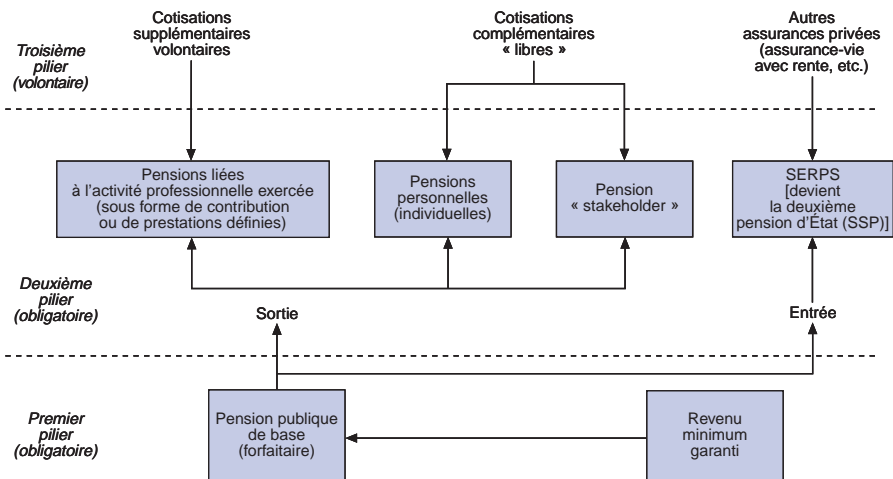 Troisième
pilier
(volontaire)
Cotisations
supplémentaires
volontaires
Cotisations
complémentaires
« libres »
Autres
assurances privées
(assurance-vie
avec rente, etc.)
Pensions liées
à l’activité professionnelle exercée
(sous forme de contribution
ou de prestations définies)
Pensions
personnelles
(individuelles)
Pension
« stakeholder »
SERPS
[devient
la deuxième
pension d’État (SSP)]
Deuxième
pilier
(obligatoire)
Sortie
Entrée
Premier
pilier
(obligatoire)
Pension publique
de base
(forfaitaire)
Revenu
minimum
garanti